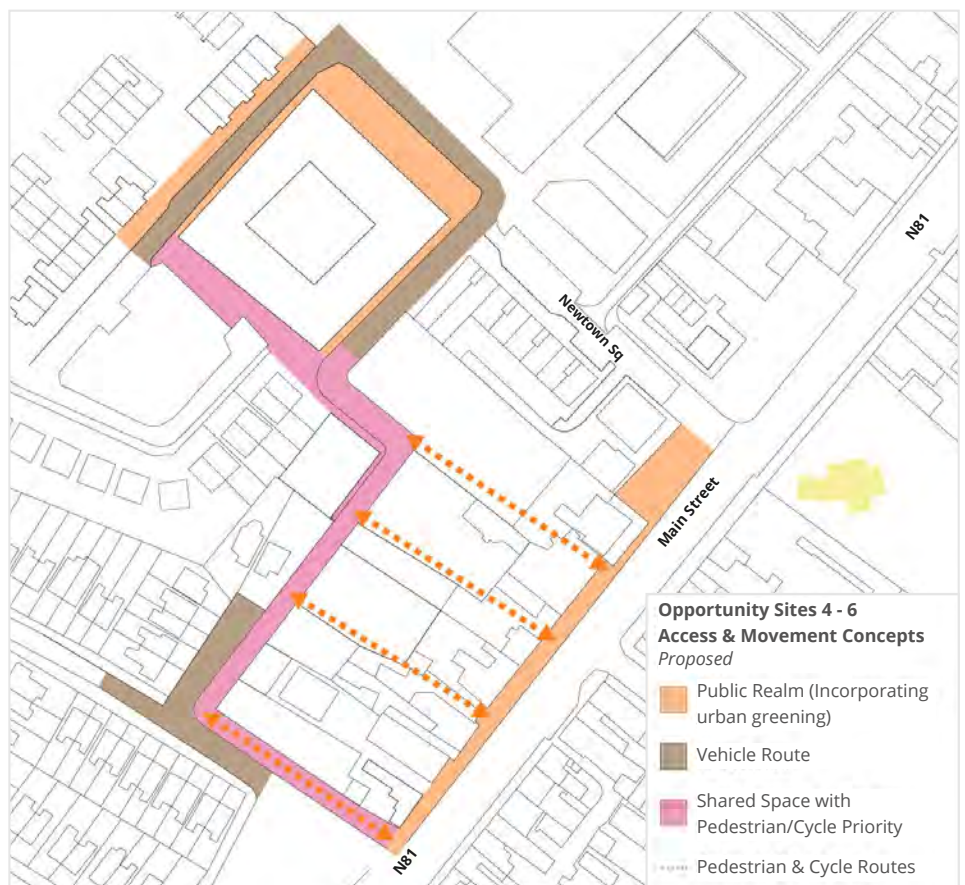 N81
Newtown Sq
Main Street
N81
Opportunity Sites 4 - 6
Access & Movement Concepts
Proposed
Public Realm (Incorporating
urban greening)
Vehicle Route
Shared Space with
Pedestrian/Cycle Priority
Pedestrian & Cycle Routes